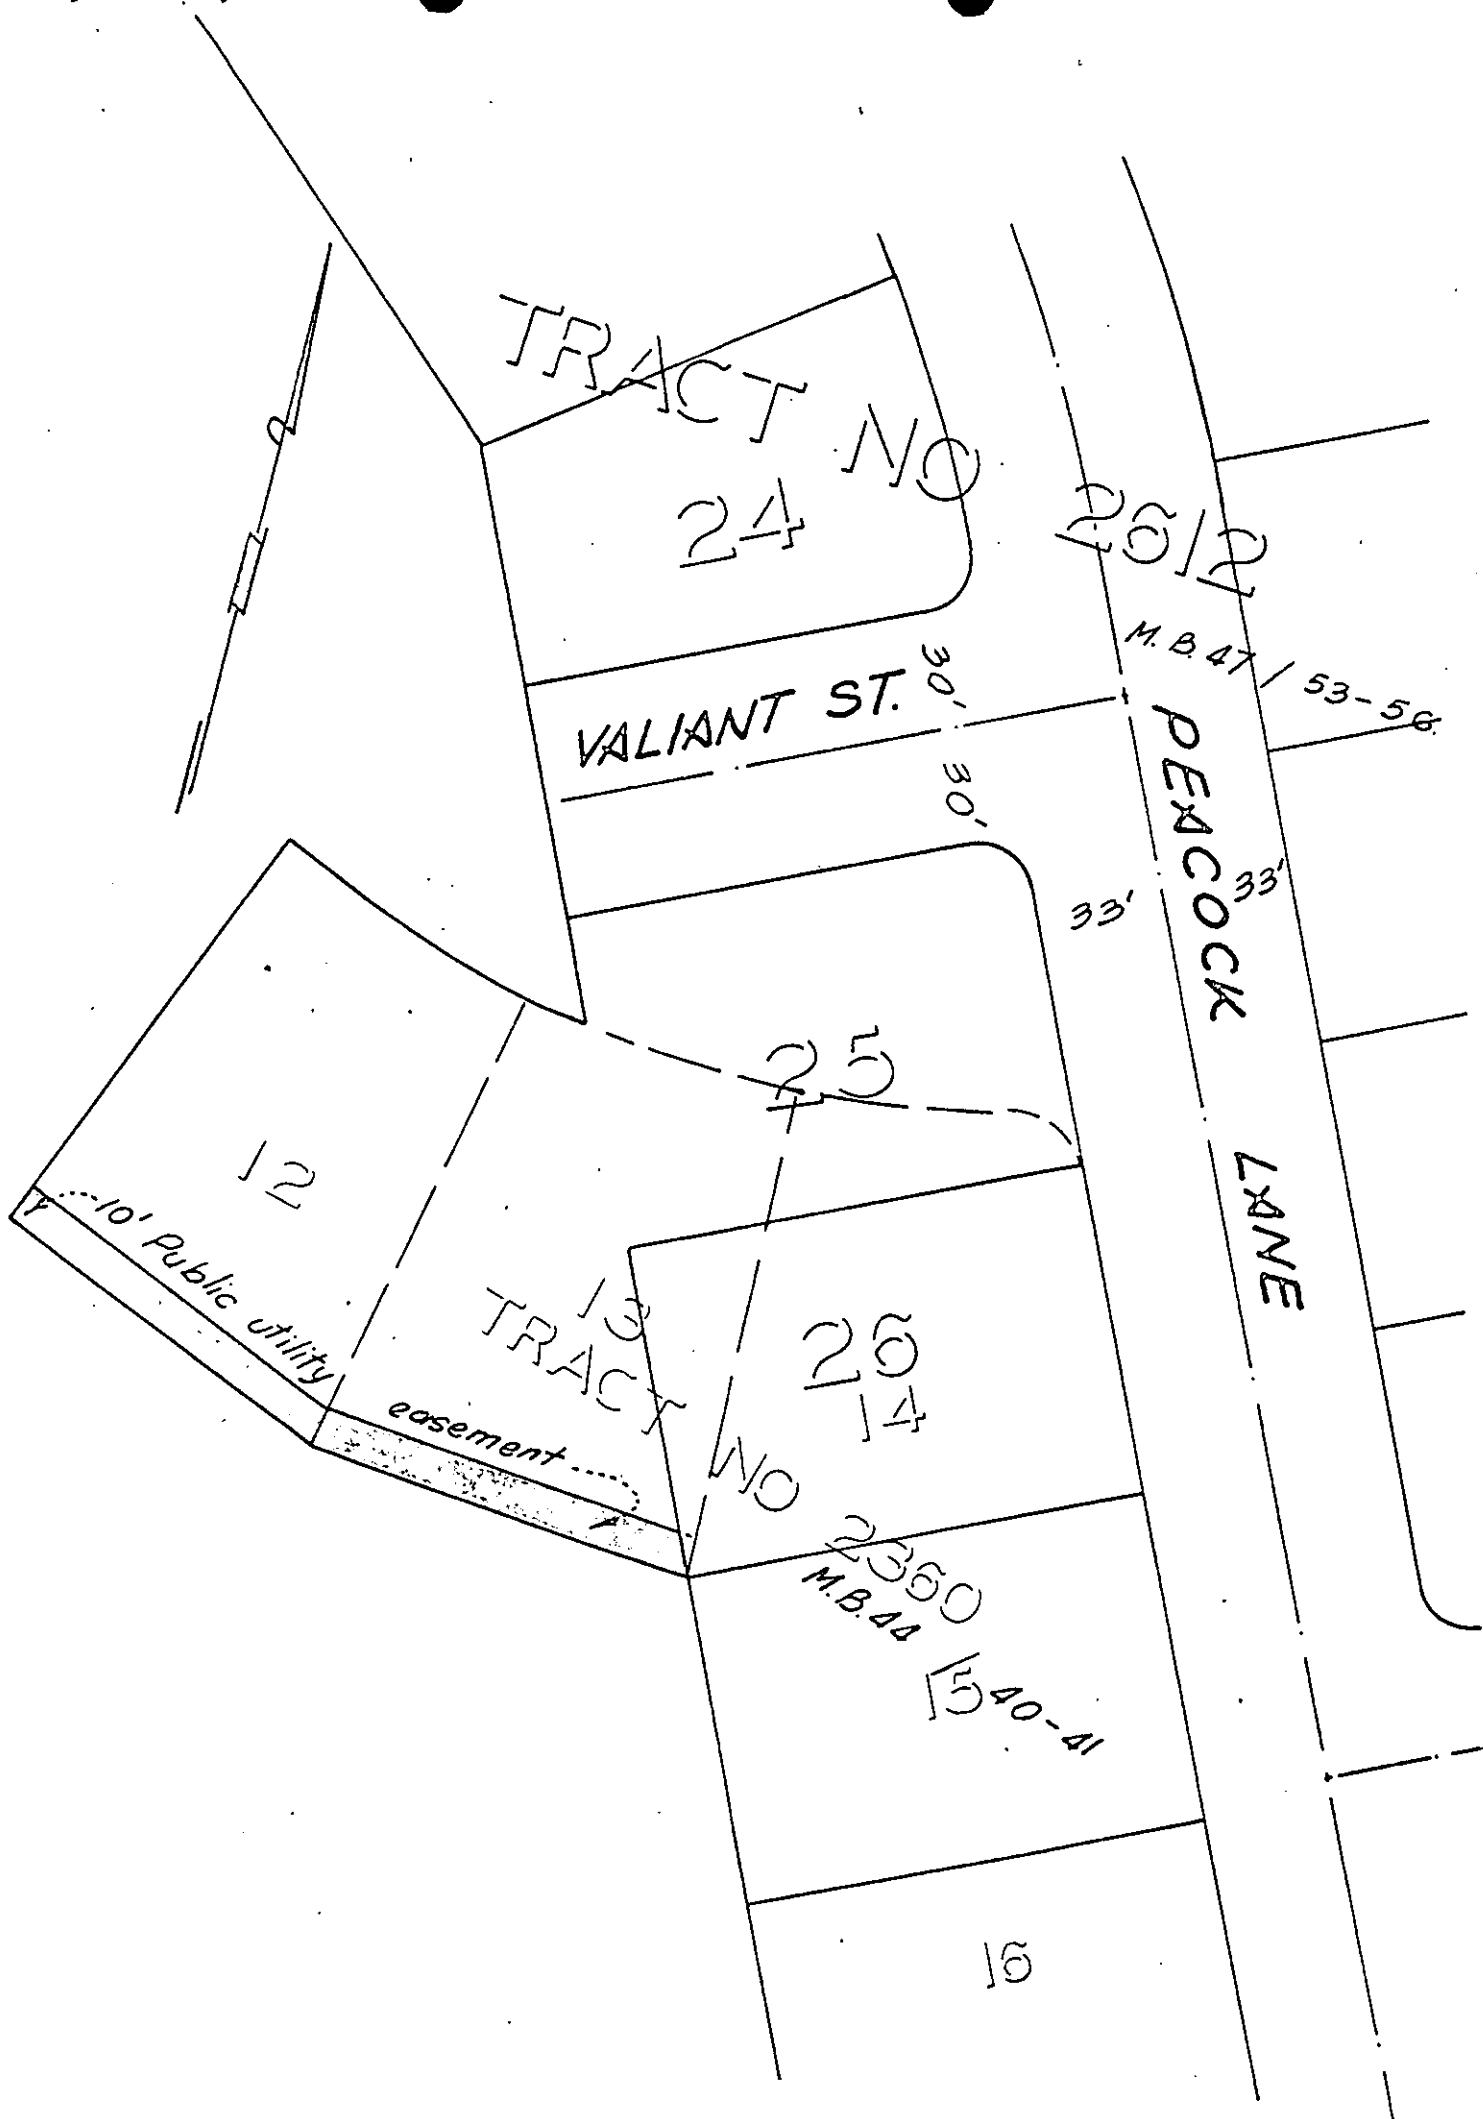 TRACT NO 2612
M.B. 47 / 53-56
24
30'
VALIANT ST.
30'
PEACOCK LANE
33' 33'
25
12
10' Public utility easement
13
26
14
TRACT NO 2360
M.B. 44 / 40-41
15
16